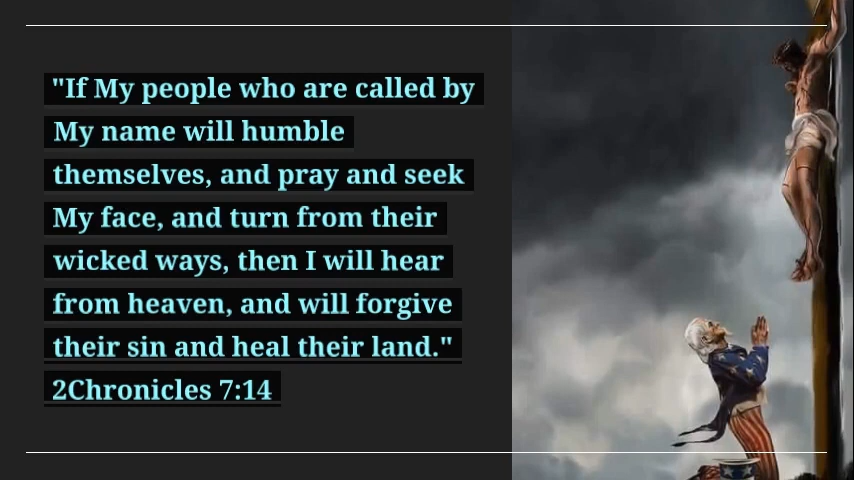 "If My people who are called by
My name will humble
themselves, and pray and seek
My face, and turn from their
wicked ways, then I will hear
from heaven, and will forgive
their sin and heal their land."
2Chronicles 7:14